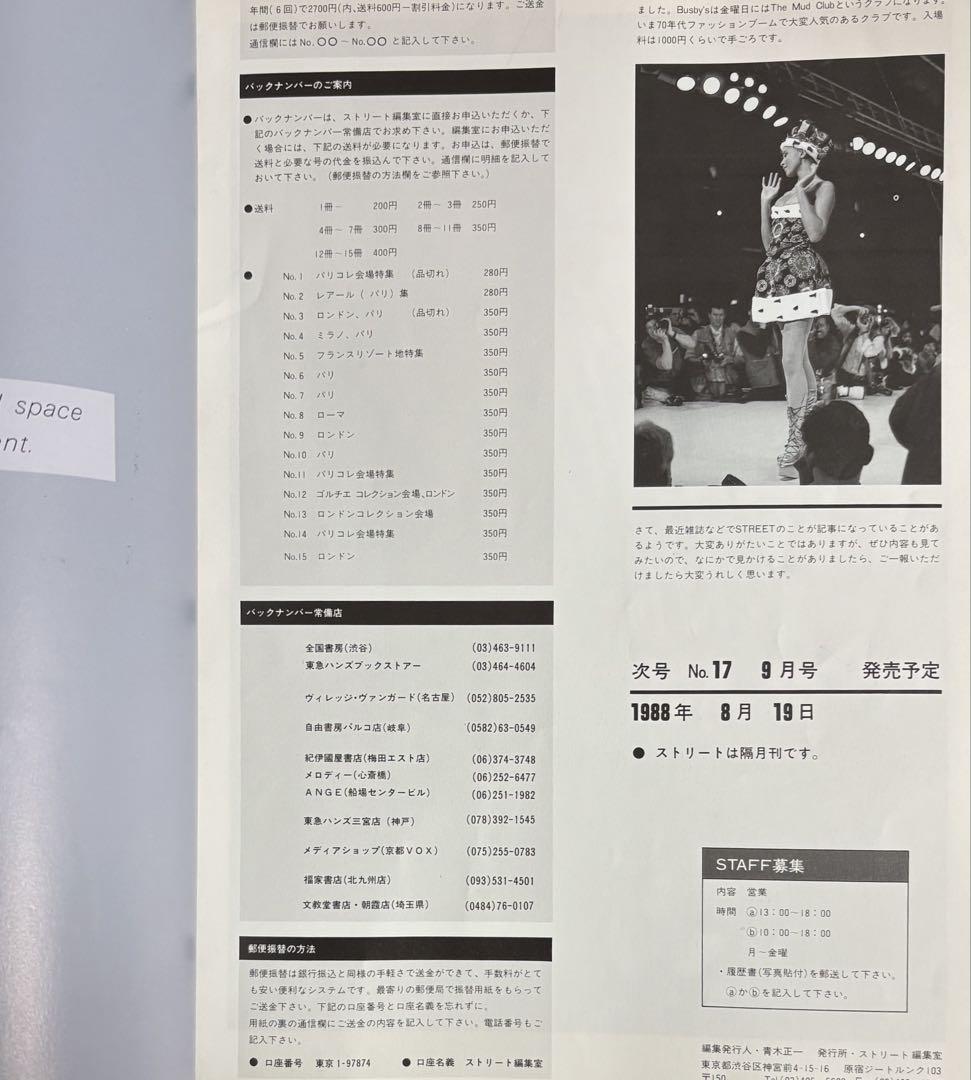 space
nt.
年間(6回)で2700円(内、送料600円一割引料金)になります。ご送金
は郵便振替でお願いします。
通信欄にはNo.〇〇〜No.〇〇と記入して下さい。
バックナンバーのご案内
●バックナンバーは、ストリート編集室に直接お申込いただくか、下
記のバックナンバー常備店でお求め下さい。編集室にお申込いただ
く場合には、下記の送料が必要になります。お申込は、郵便振替で
送料と必要な号の代金を振込んで下さい。通信欄に明細を記入して
おいて下さい。(郵便振替の方法欄をご参照下さい。)
●送料 1冊ー 200円 2冊〜3冊 250円
4冊〜7冊 300円 8冊〜11冊 350円
12冊〜15冊 400円
● No.1 パリコレ会場特集 (品切れ) 280円
No.2 レアール(パリ)集 280円
No.3 ロンドン、パリ (品切れ) 350円
No.4 ミラノ、パリ 350円
No.5 フランスリゾート地特集 350円
No.6 パリ 350円
No.7 パリ 350円
No.8 ローマ 350円
No.9 ロンドン 350円
No.10 パリ 350円
No.11 パリコレ会場特集 350円
No.12 ゴルチエ コレクション会場、ロンドン 350円
No.13 ロンドンコレクション会場 350円
No.14 パリコレ会場特集 350円
No.15 ロンドン 350円
バックナンバー常備店
全国書房(渋谷) (03)463-9111
東急ハンズブックストアー (03)464-4604
ヴィレッジ・ヴァンガード(名古屋) (052)805-2535
自由書房パルコ店(岐阜) (0582)63-0549
紀伊國屋書店(梅田エスト店) (06)374-3748
メロディー(心斎橋) (06)252-6477
ANGE(船場センタービル) (06)251-1982
東急ハンズ三宮店(神戸) (078)392-1545
メディアショップ(京都VOX) (075)255-0783
福家書店(北九州店) (093)531-4501
文教堂書店・朝霞店(埼玉県) (0484)76-0107
郵便振替の方法
郵便振替は銀行振込と同様の手軽さで送金ができて、手数料がとて
も安い便利なシステムです。最寄りの郵便局で振替用紙をもらって
ご送金下さい。下記の口座番号と口座名義を忘れずに。
用紙の裏の通信欄にご送金の内容を記入して下さい。電話番号もご
記入下さい。
●口座番号 東京1-97874 ●口座名義 ストリート編集室
ました。Busby'sは金曜日にはThe Mud Clubというクラブになります。
いま70年代ファッションブームで大変人気のあるクラブです。入場
料は1000円くらいで手ごろです。
さて、最近雑誌などでSTREETのことが記事になっていることがあ
るようです。大変ありがたいことではありますが、ぜひ内容も見て
みたいので、なにかで見かけることがありましたら、ご一報いただ
けましたら大変うれしく思います。
次号 No.17 9月号 発売予定
1988年 8月 19日
● ストリートは隔月刊です。
STAFF募集
内容 営業
時間 ⓐ13:00〜18:00
ⓑ10:00〜18:00
月〜金曜
・履歴書(写真貼付)を郵送して下さい。
ⓐかⓑを記入して下さい。
編集発行人・青木正一 発行所・ストリート編集室
東京都渋谷区神宮前4-15-16 原宿ジートルンク103
〒150